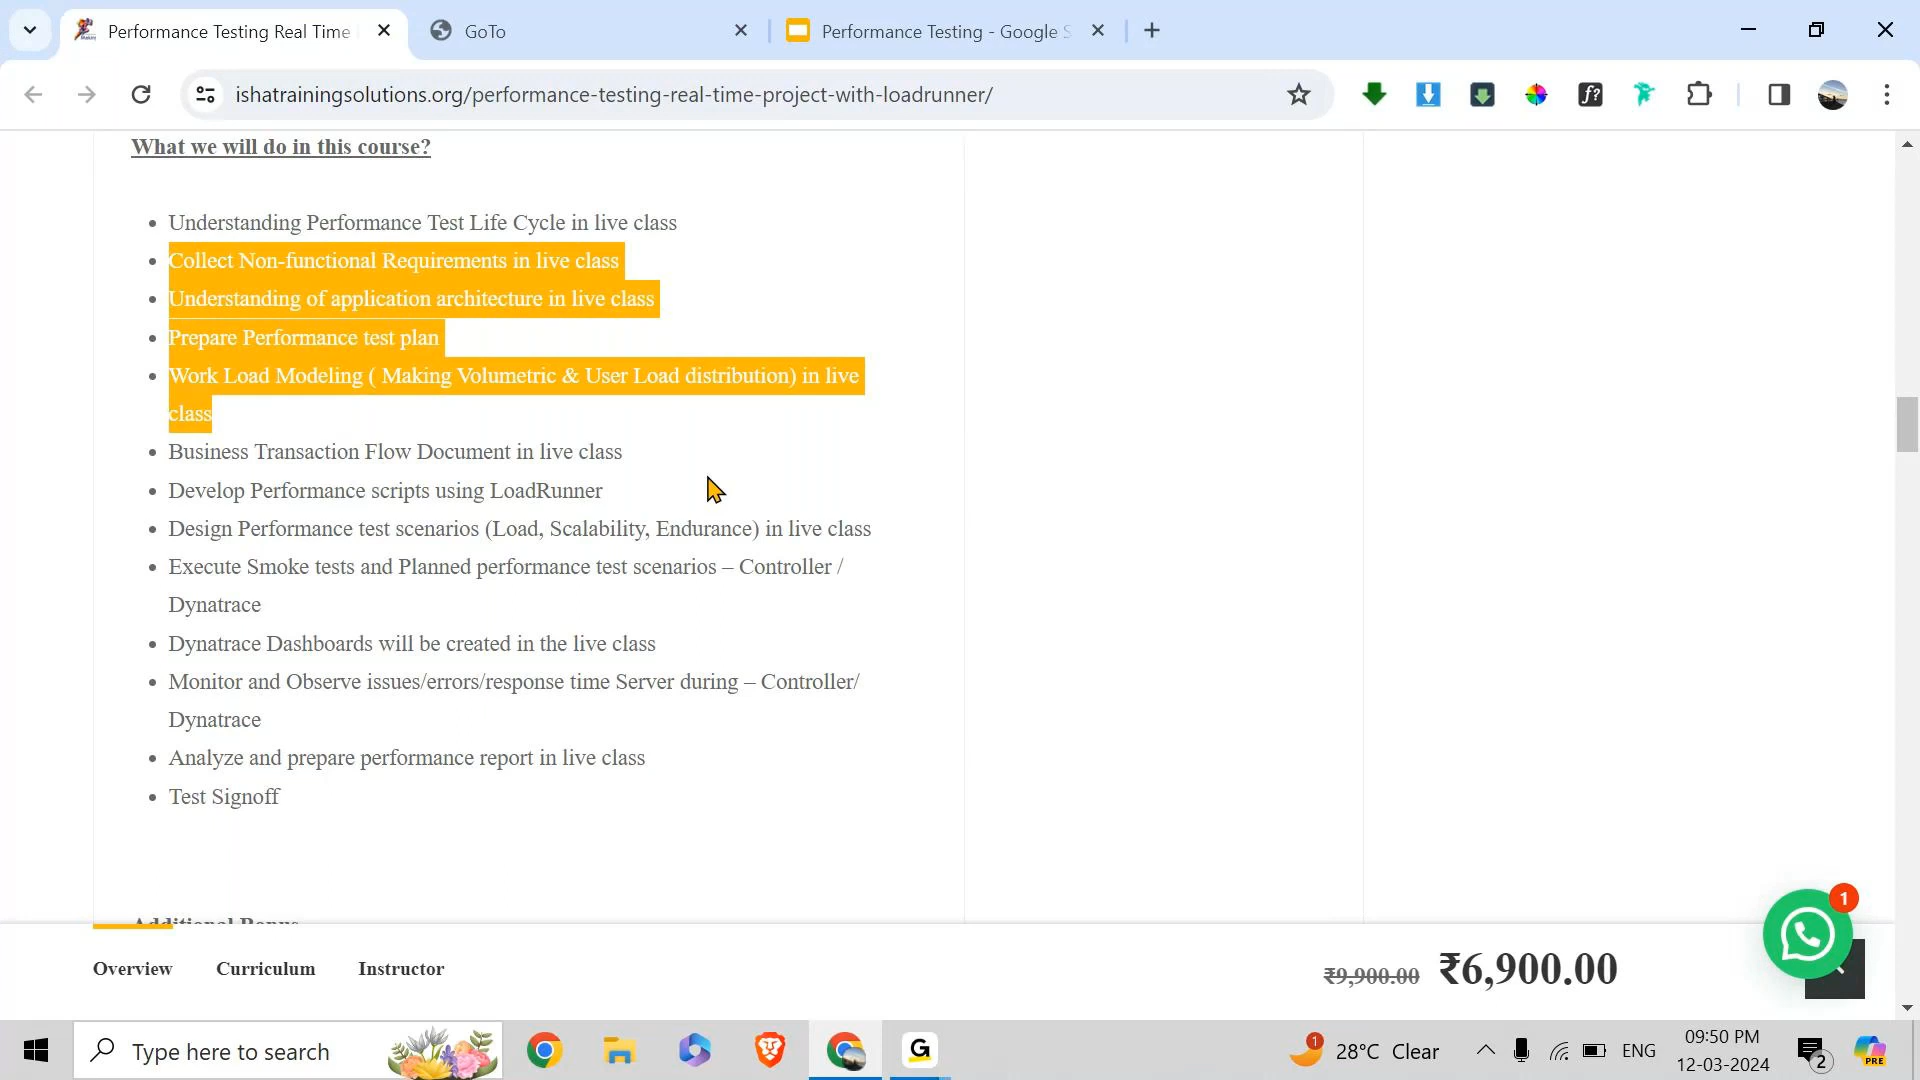 Performance Testing Real Time
GoTo
Performance Testing - Google S
ishatrainingsolutions.org/performance-testing-real-time-project-with-loadrunner/
f?
What we will do in this course?
Understanding Performance Test Life Cycle in live class
Collect Non-functional Requirements in live class
Understanding of application architecture in live class
Prepare Performance test plan
Work Load Modeling ( Making Volumetric & User Load distribution) in live
class
Business Transaction Flow Document in live class
Develop Performance scripts using LoadRunner
Design Performance test scenarios (Load, Scalability, Endurance) in live class
Execute Smoke tests and Planned performance test scenarios – Controller /
Dynatrace
Dynatrace Dashboards will be created in the live class
Monitor and Observe issues/errors/response time Server during – Controller/
Dynatrace
Analyze and prepare performance report in live class
Test Signoff
Additional Bonus
1
Overview Curriculum Instructor
₹9,900.00 ₹6,900.00
Type here to search
G
1
28°C Clear
ENG
09:50 PM
12-03-2024
2
PRE